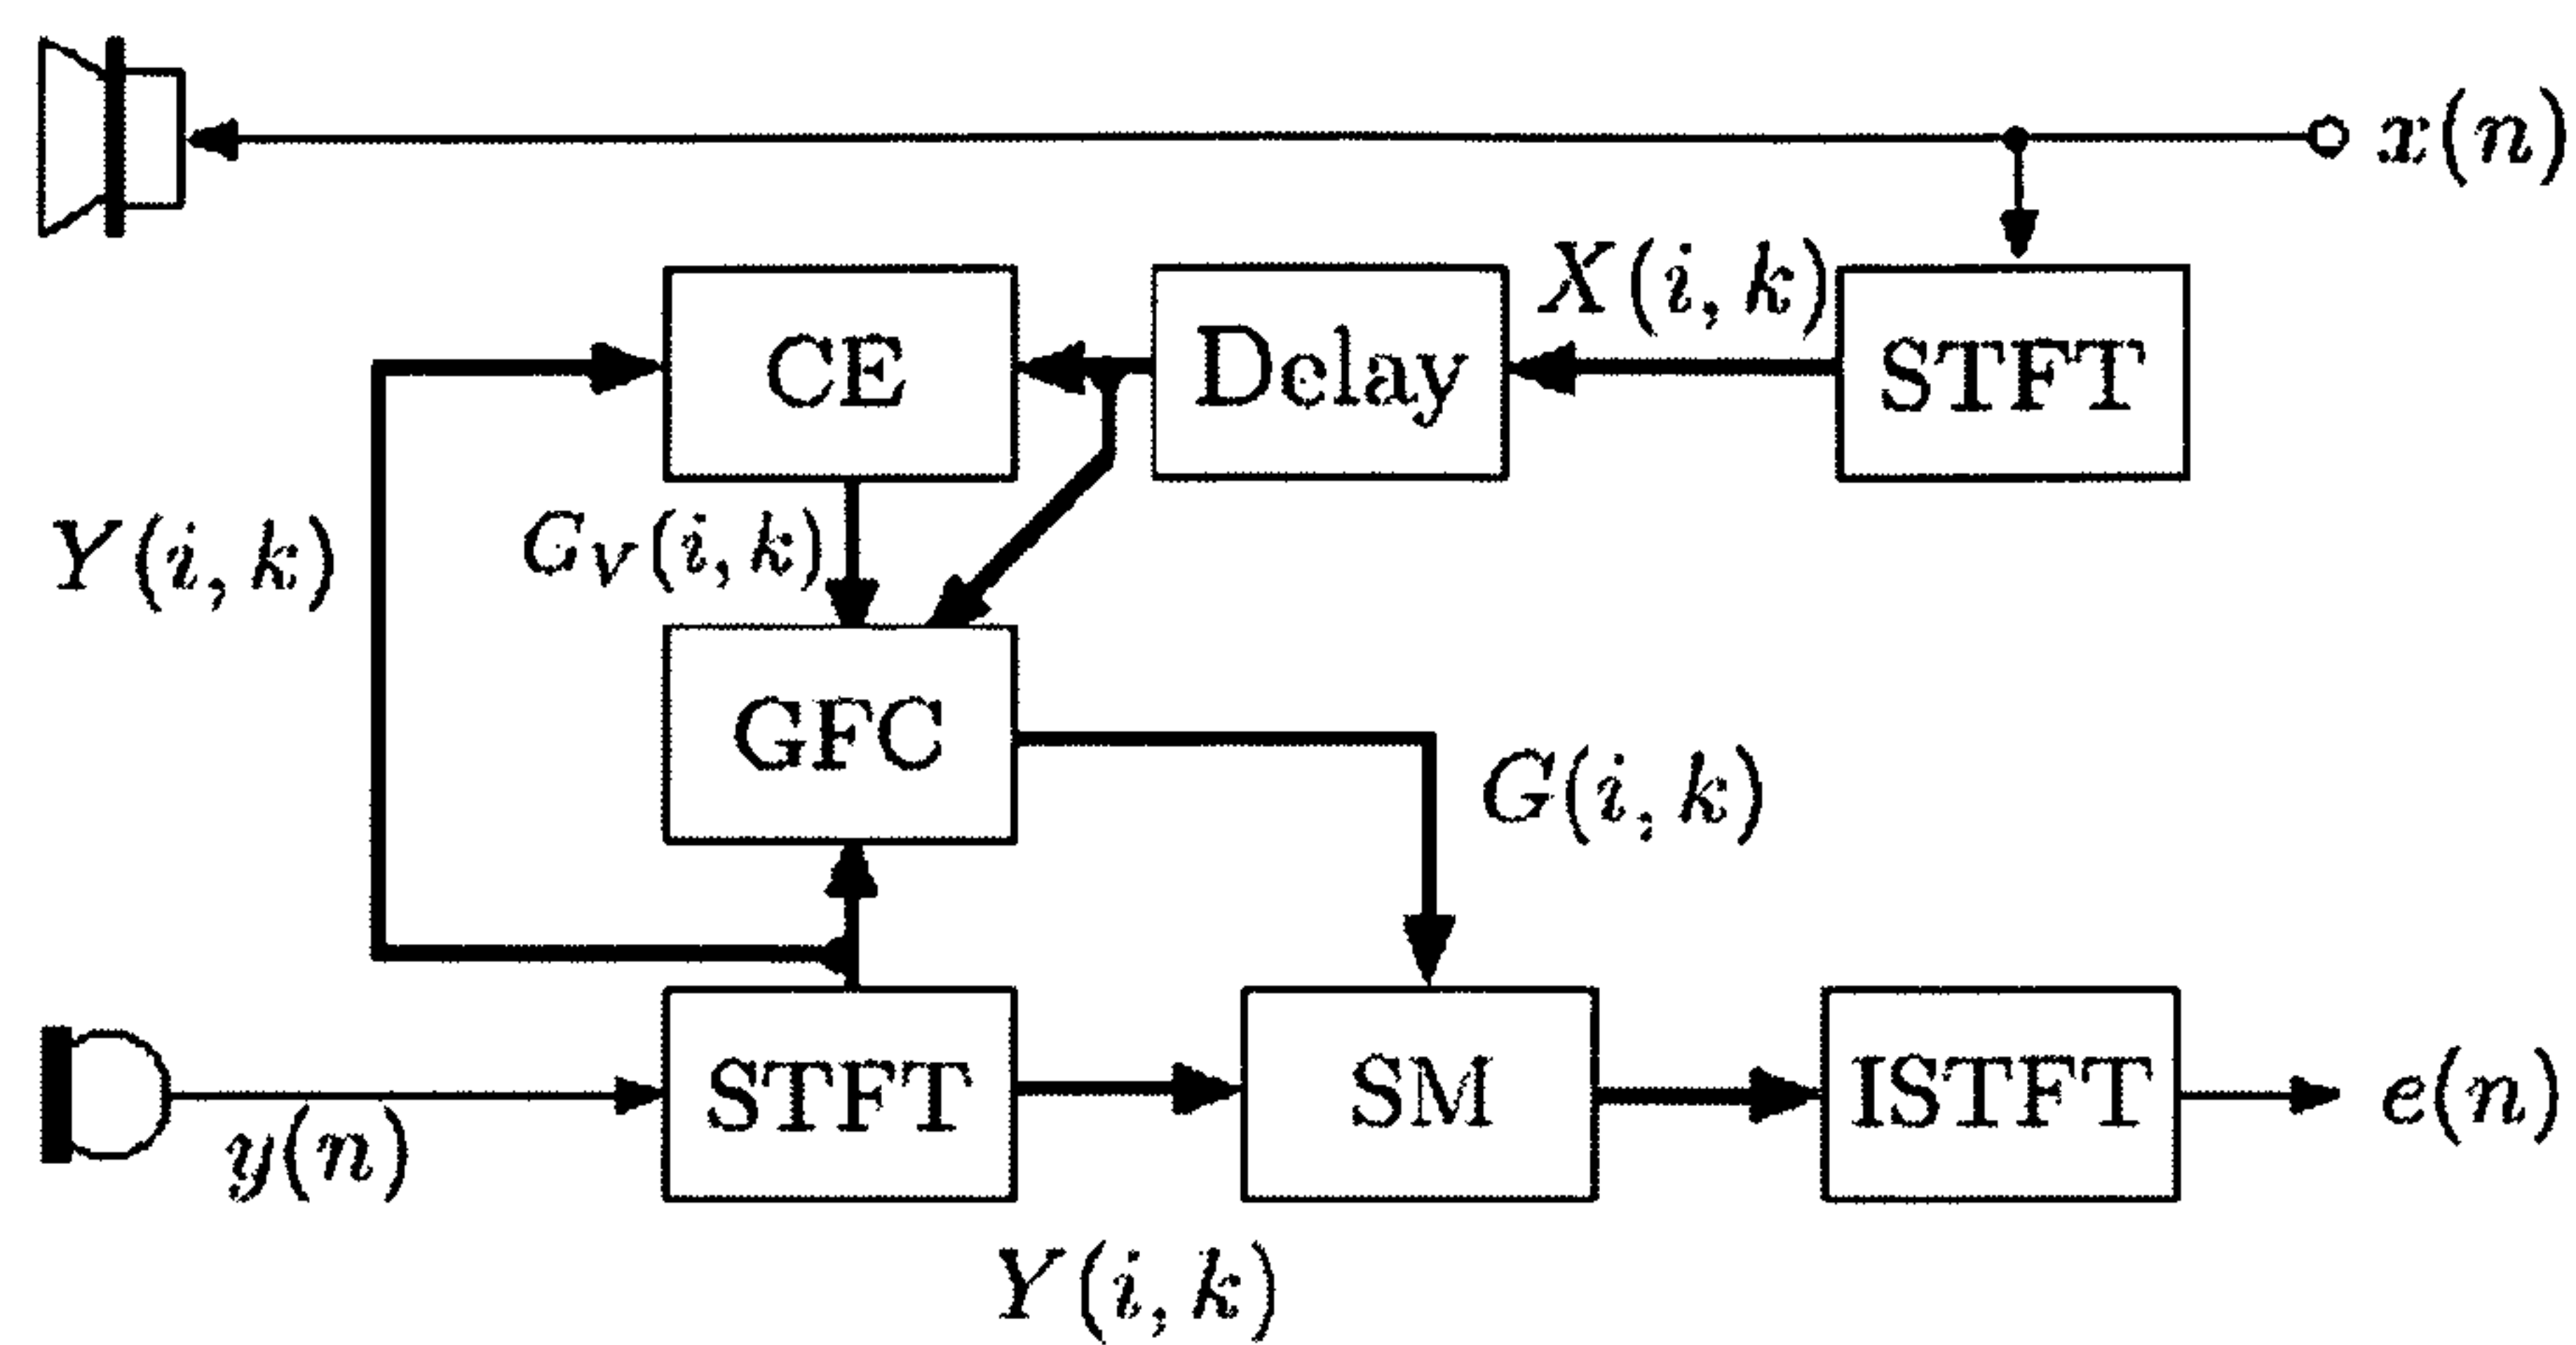 x(n)
X(i, k)
CE
Delay
STFT
Y(i, k)
G_V(i, k)
GFC
G(i, k)
STFT
SM
ISTFT
e(n)
y(n)
Y(i, k)